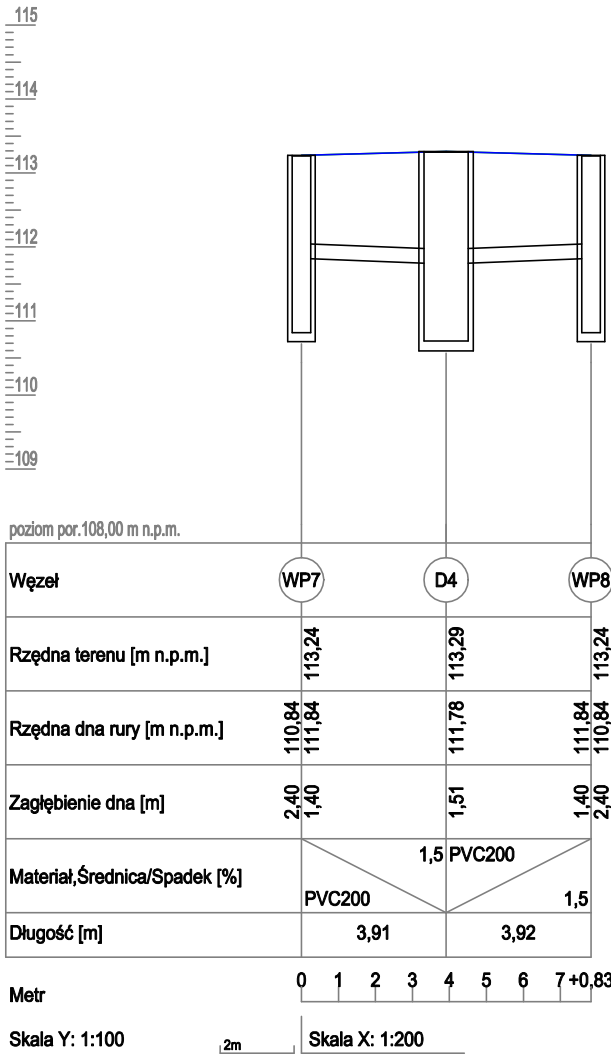 115
114
113
112
111
110
109
poziom por.108,00 m n.p.m.
Węzeł WP7 D4 WP8
Rzędna terenu [m n.p.m.] 113,24 113,29 113,24
Rzędna dna rury [m n.p.m.] 110,84 111,84 111,78 111,84 110,84
Zagłębienie dna [m] 2,40 1,40 1,51 1,40 2,40
1,5 PVC200
Materiał,Średnica/Spadek [%]
PVC200 1,5
Długość [m] 3,91 3,92
Metr 0 1 2 3 4 5 6 7 +0,83
Skala Y: 1:100 2m Skala X: 1:200